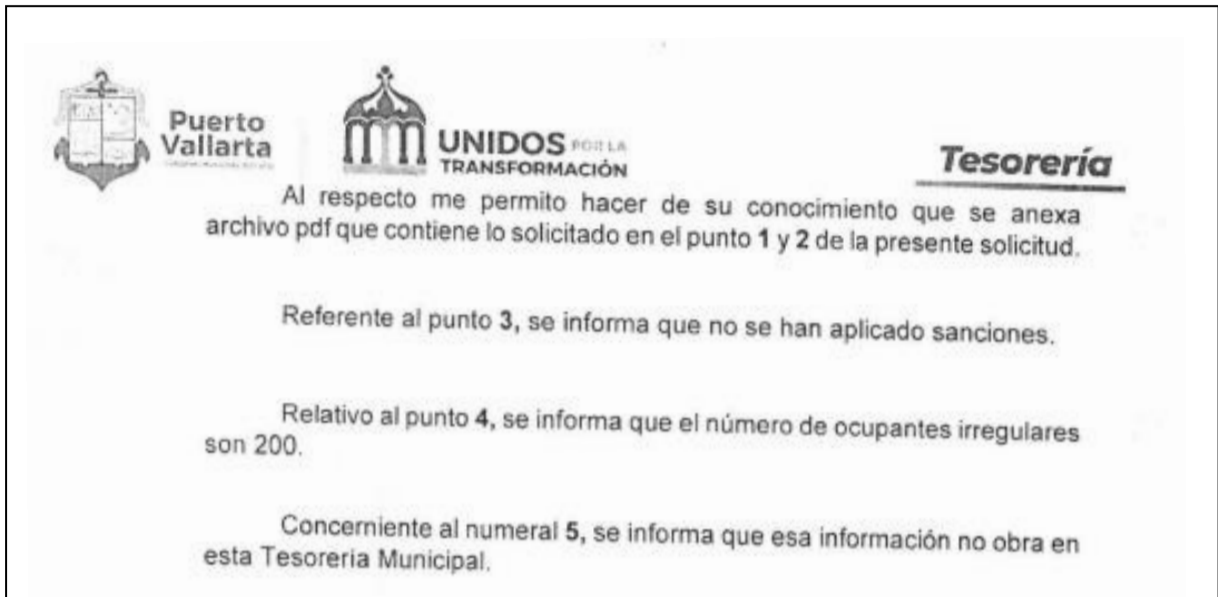 Puerto
Vallarta
UNIDOS POR LA
TRANSFORMACIÓN
Tesorería
Al respecto me permito hacer de su conocimiento que se anexa
archivo pdf que contiene lo solicitado en el punto 1 y 2 de la presente solicitud.
Referente al punto 3, se informa que no se han aplicado sanciones.
Relativo al punto 4, se informa que el número de ocupantes irregulares
son 200.
Concerniente al numeral 5, se informa que esa información no obra en
esta Tesorería Municipal.